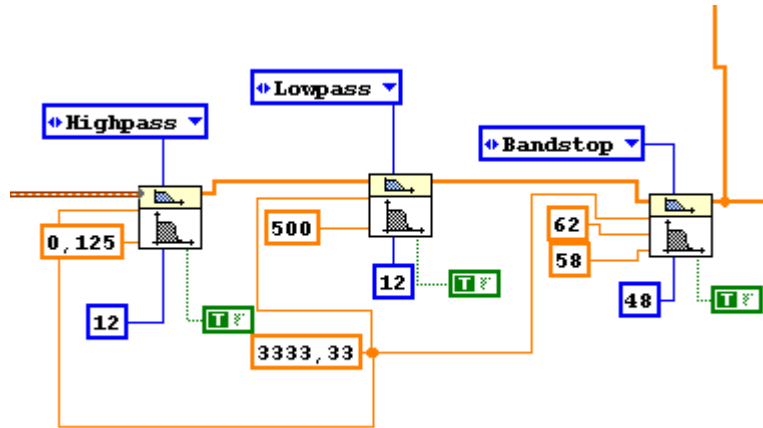 Lowpass
Highpass
Bandstop
500
62
0,125
58
12
48
T
12
T
T
3333,33